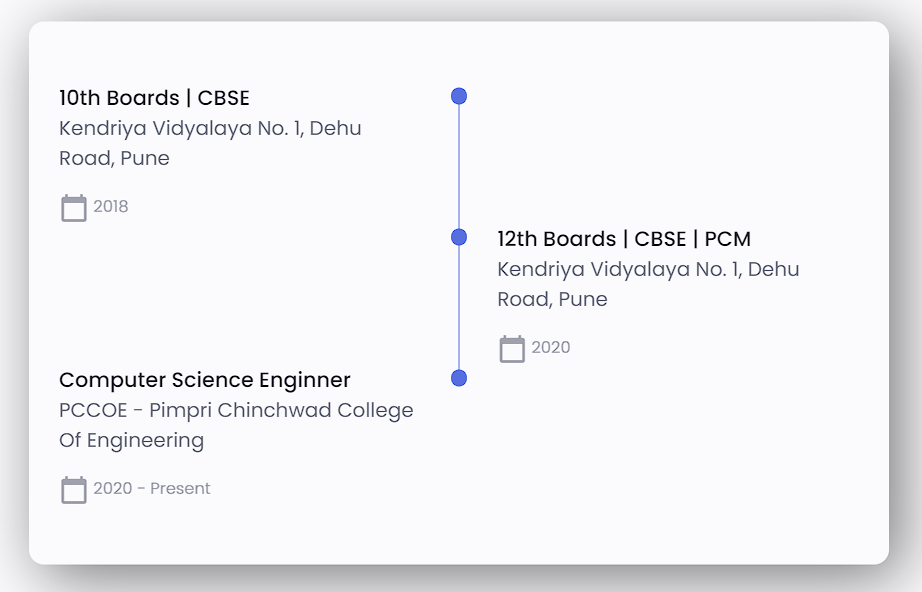 10th Boards | CBSE
Kendriya Vidyalaya No. 1, Dehu
Road, Pune
2018
12th Boards | CBSE | PCM
Kendriya Vidyalaya No. 1, Dehu
Road, Pune
2020
Computer Science Enginner
PCCOE - Pimpri Chinchwad College
Of Engineering
2020 - Present